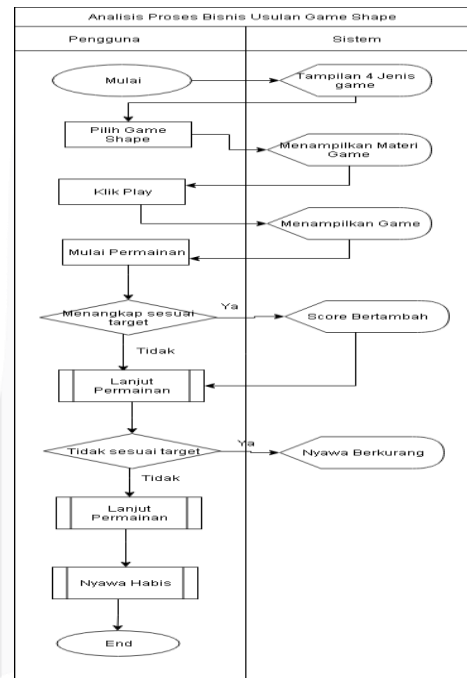 Analisis Proses Bisnis Usulan Game Shape
Pengguna
Sistem
Mulai
Tampilan 4 Jenis
game
Pilih Game
Shape
Menampilkan Materi
Game
Klik Play
Menampilkan Game
Mulai Permainan
Menangkap sesuai
target
Ya
Score Bertambah
Tidak
Lanjut
Permainan
Tidak sesuai target
Ya
Nyawa Berkurang
Tidak
Lanjut
Permainan
Nyawa Habis
End